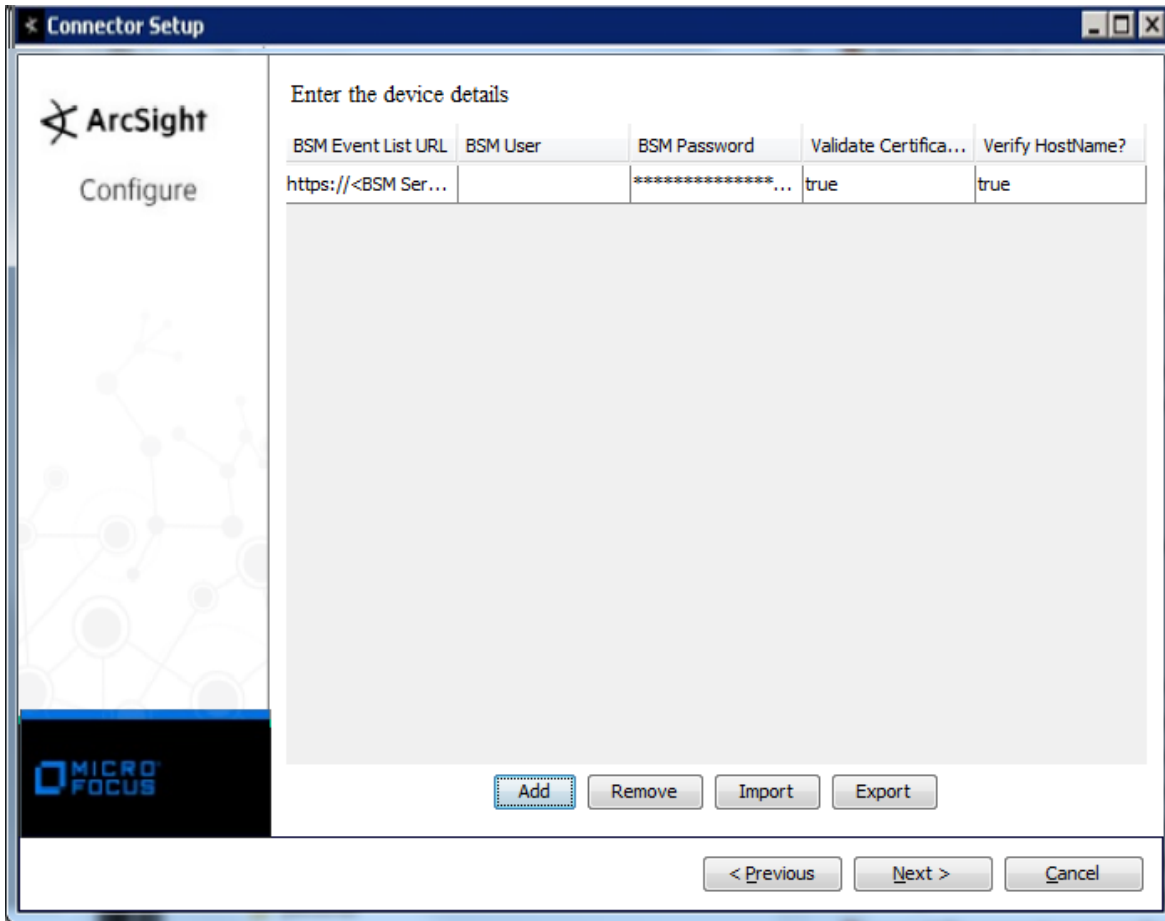 Connector Setup
ArcSight
Configure
Enter the device details
BSM Event List URL BSM User BSM Password Validate Certifica... Verify HostName?
https://<BSM Ser... **************... true true
MICRO
FOCUS
Add Remove Import Export
< Previous Next > Cancel